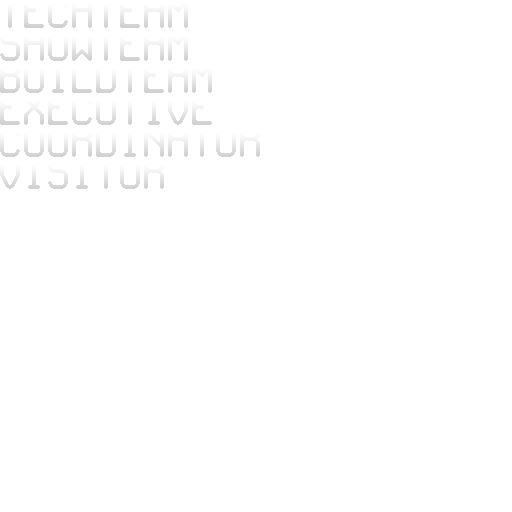 TECHTEAM
SHOWTEAM
BUILDTEAM
EXECUTIVE
COORDINATOR
VISITOR